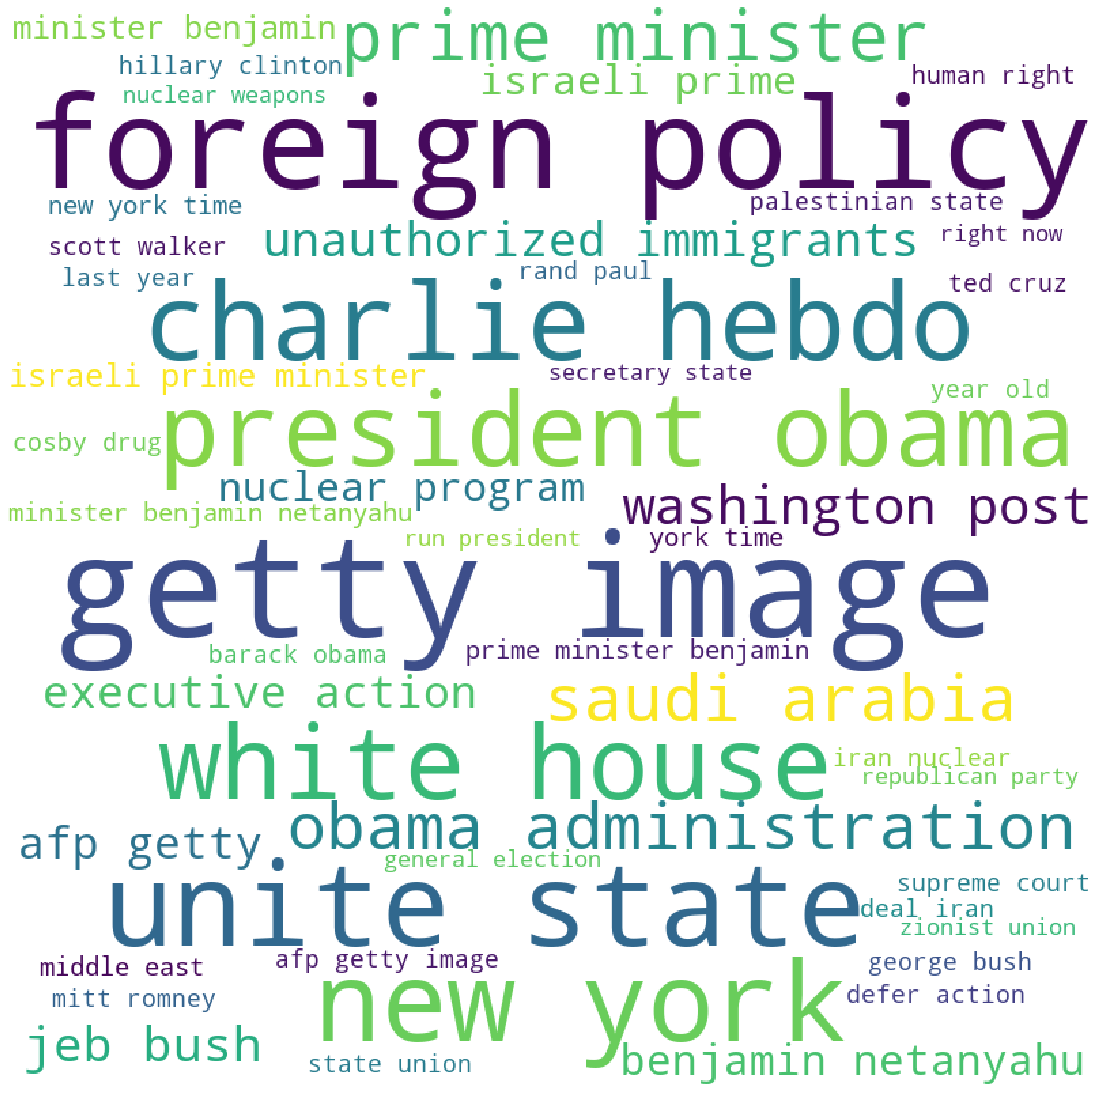 minister benjamin
prime minister
hillary clinton
israeli prime
human right
nuclear weapons
foreign policy
new york time
palestinian state
scott walker
unauthorized immigrants
right now
last year
rand paul
ted cruz
charlie hebdo
israeli prime minister
secretary state
year old
cosby drug
president obama
nuclear program
washington post
minister benjamin netanyahu
run president
york time
getty image
barack obama
prime minister benjamin
executive action
saudi arabia
white house
iran nuclear
republican party
afp getty
obama administration
general election
unite state
supreme court
deal iran
zionist union
middle east
afp getty image
george bush
mitt romney
new york
defer action
jeb bush
state union
benjamin netanyahu